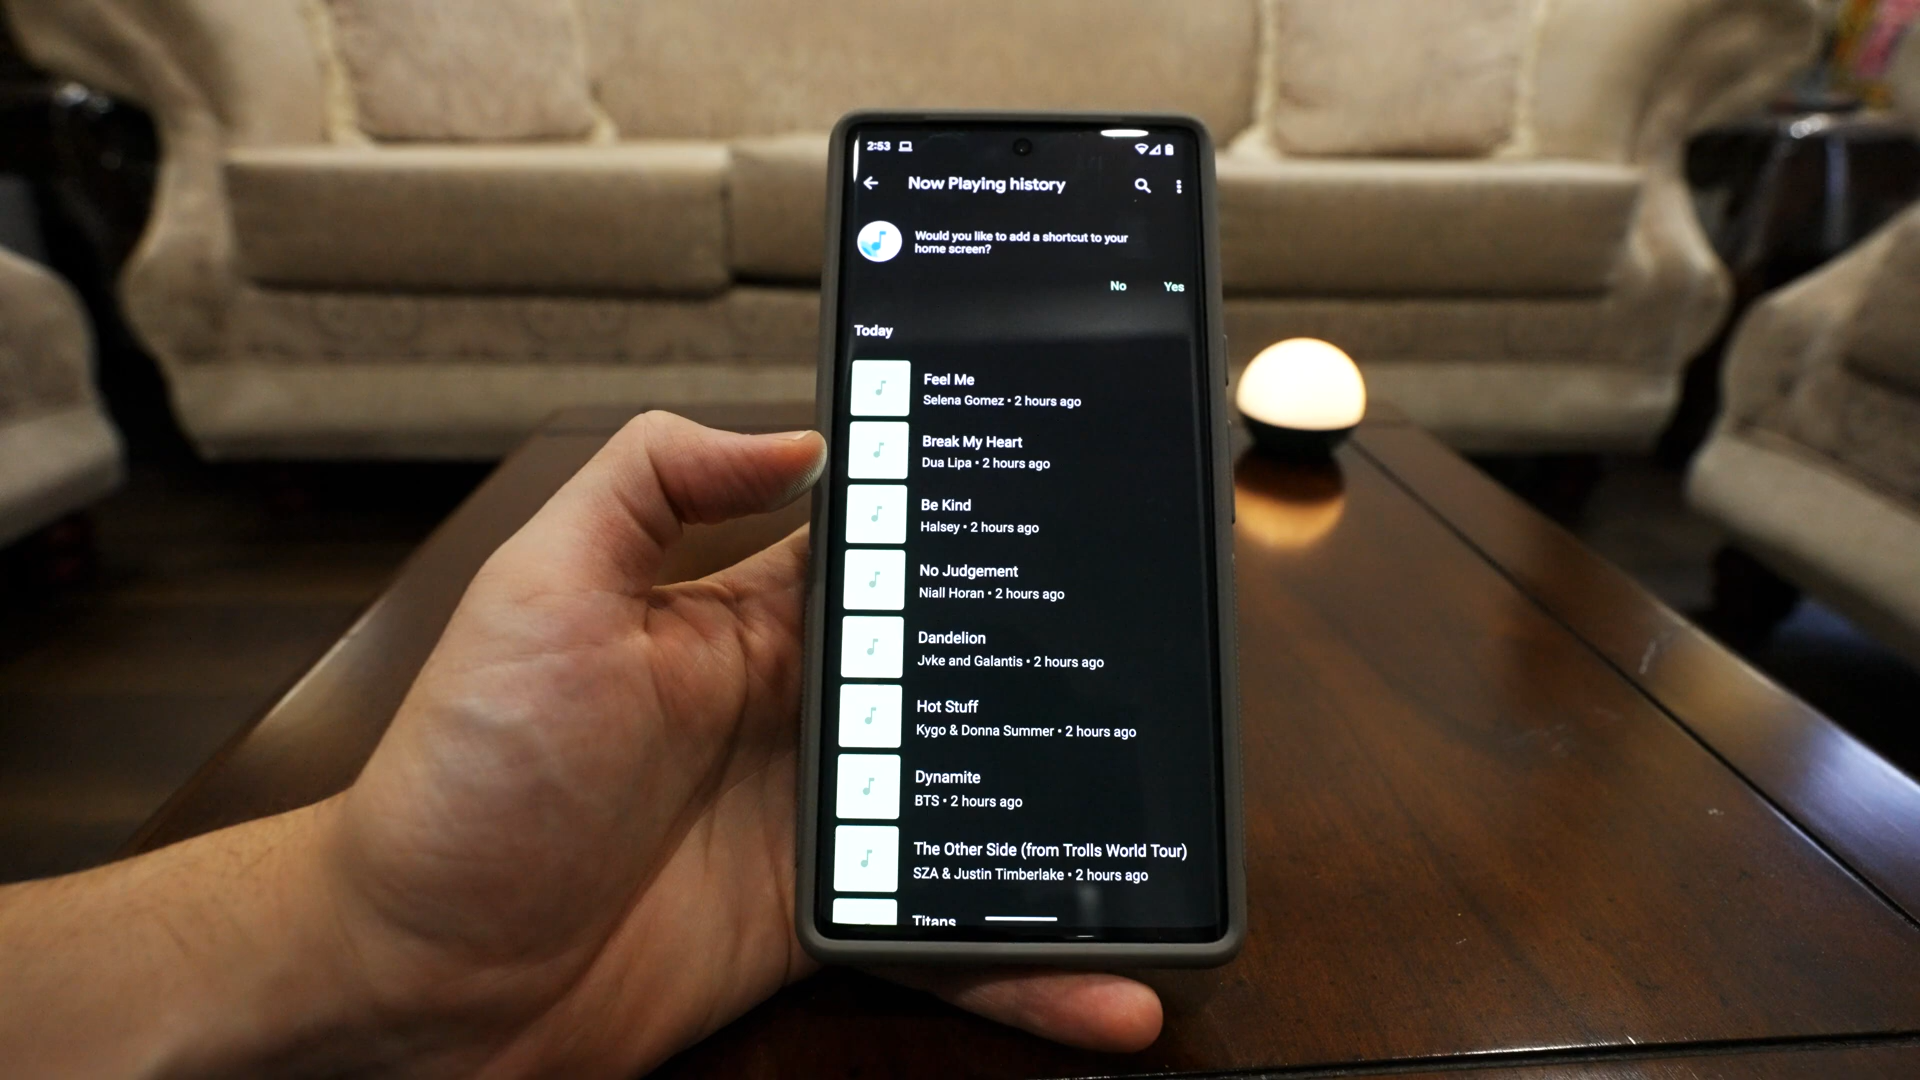 2:53
Now Playing history
Would you like to add a shortcut to your
home screen?
No Yes
Today
Feel Me
Selena Gomez • 2 hours ago
Break My Heart
Dua Lipa • 2 hours ago
Be Kind
Halsey • 2 hours ago
No Judgement
Niall Horan • 2 hours ago
Dandelion
Jvke and Galantis • 2 hours ago
Hot Stuff
Kygo & Donna Summer • 2 hours ago
Dynamite
BTS • 2 hours ago
The Other Side (from Trolls World Tour)
SZA & Justin Timberlake • 2 hours ago
Titans